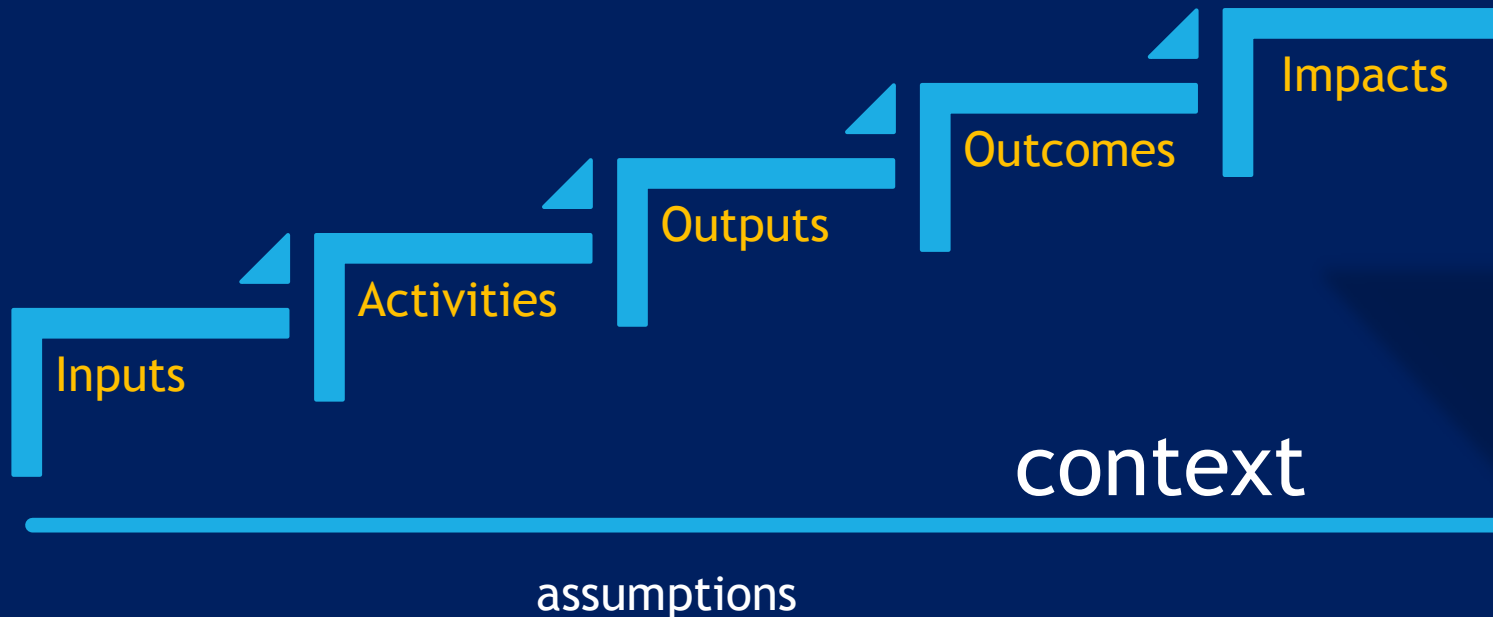 Impacts
Outcomes
Outputs
Activities
Inputs
context
assumptions